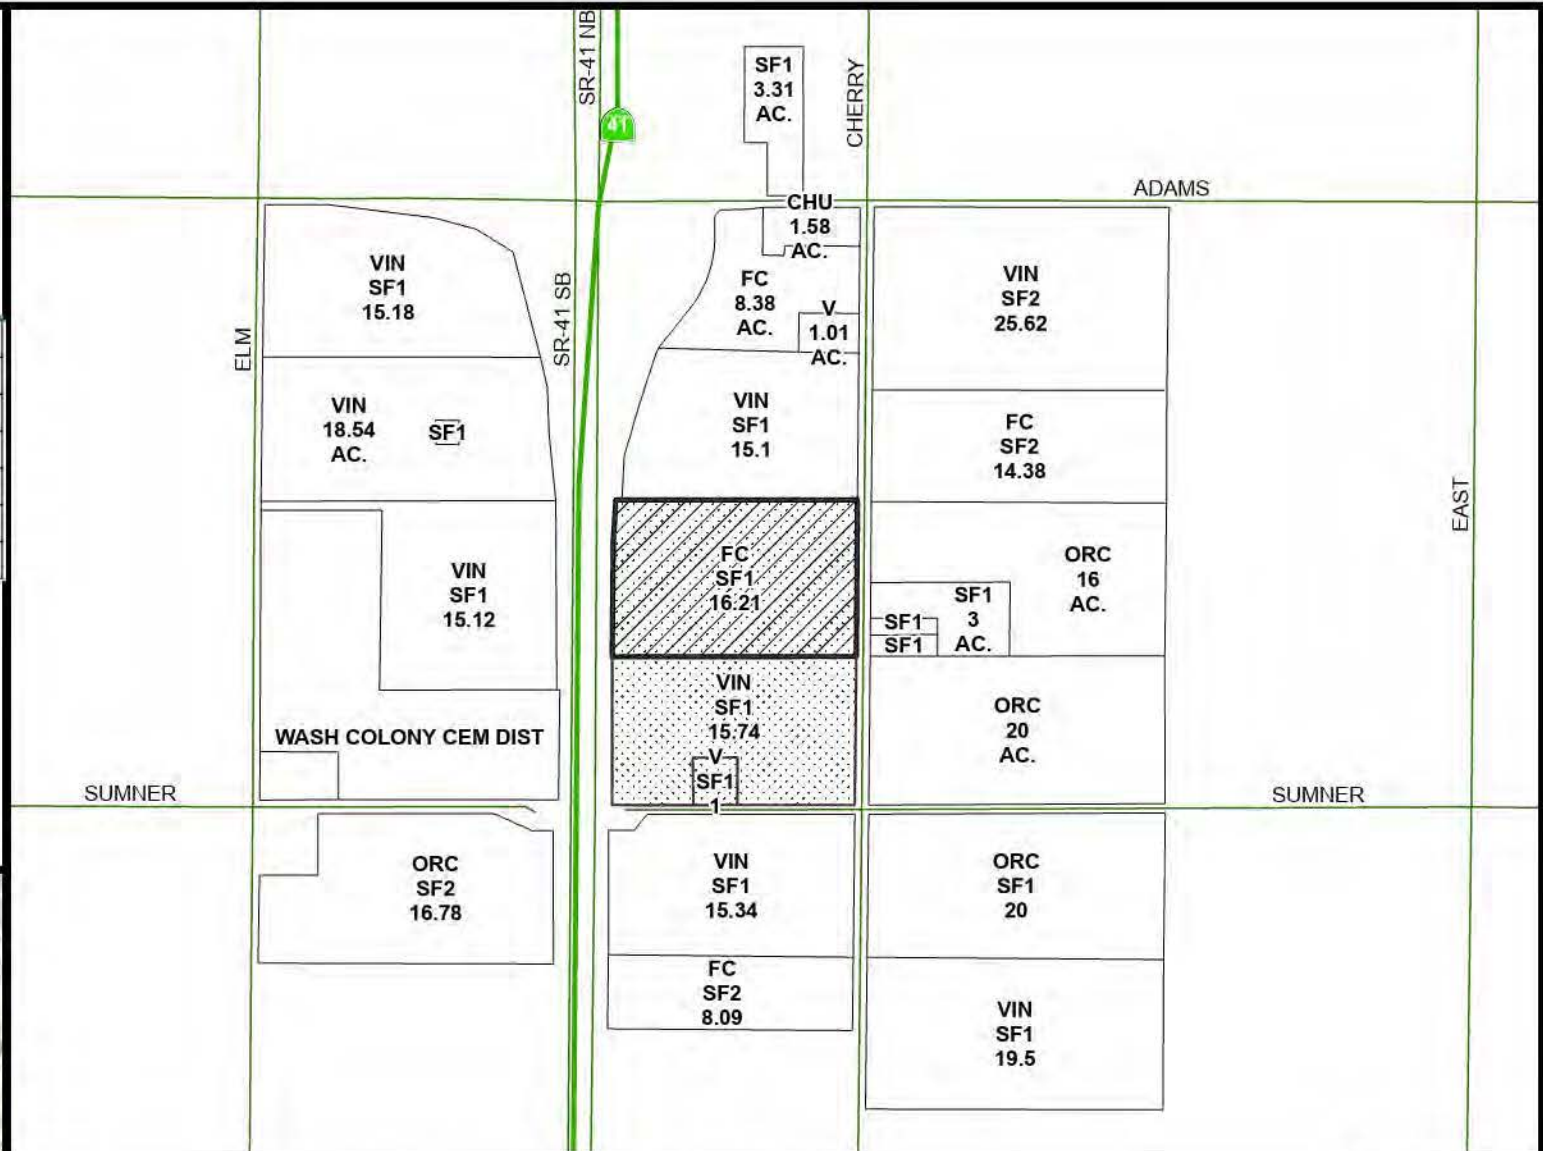 SR-41 NB
41
SF1
3.31
AC.
CHERRY
ADAMS
CHU
1.58
AC.
VIN
SF1
15.18
SR-41 SB
FC
8.38
AC.
V
1.01
AC.
VIN
SF2
25.62
ELM
VIN
18.54
AC.
SF1
VIN
SF1
15.1
FC
SF2
14.38
EAST
VIN
SF1
15.12
FC
SF1
16.21
ORC
16
AC.
SF1
3
AC.
SF1
SF1
WASH COLONY CEM DIST
VIN
SF1
15.74
V
SF1
1
ORC
20
AC.
SUMNER
SUMNER
ORC
SF2
16.78
VIN
SF1
15.34
ORC
SF1
20
FC
SF2
8.09
VIN
SF1
19.5